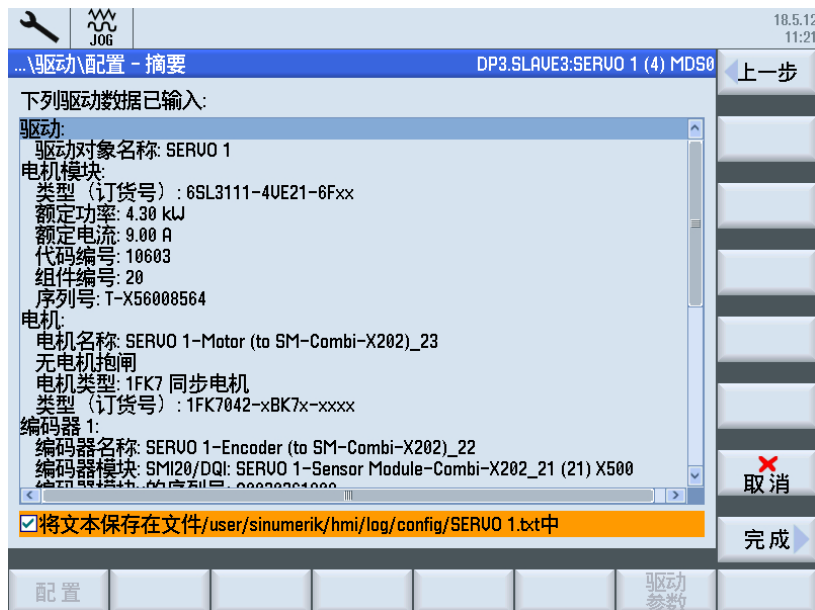 JOG
18.5.12
11:21
...\驱动\配置 - 摘要
DP3.SLAVE3:SERVO 1 (4) MDS0
上一步
下列驱动数据已输入:
驱动:
驱动对象名称: SERVO 1
电机模块:
类型（订货号）: 6SL3111-4VE21-6Fxx
额定功率: 4.30 kW
额定电流: 9.00 A
代码编号: 10603
组件编号: 20
序列号: T-X56008564
电机:
电机名称: SERVO 1-Motor (to SM-Combi-X202)_23
无电机抱闸
电机类型: 1FK7 同步电机
类型（订货号）: 1FK7042-xBK7x-xxxx
编码器 1:
编码器名称: SERVO 1-Encoder (to SM-Combi-X202)_22
编码器模块: SMI20/DQI: SERVO 1-Sensor Module-Combi-X202_21 (21) X500
编码器模块 的序列号:
取消
将文本保存在文件/user/sinumerik/hmi/log/config/SERVO 1.txt中
完成
配置
驱动
参数